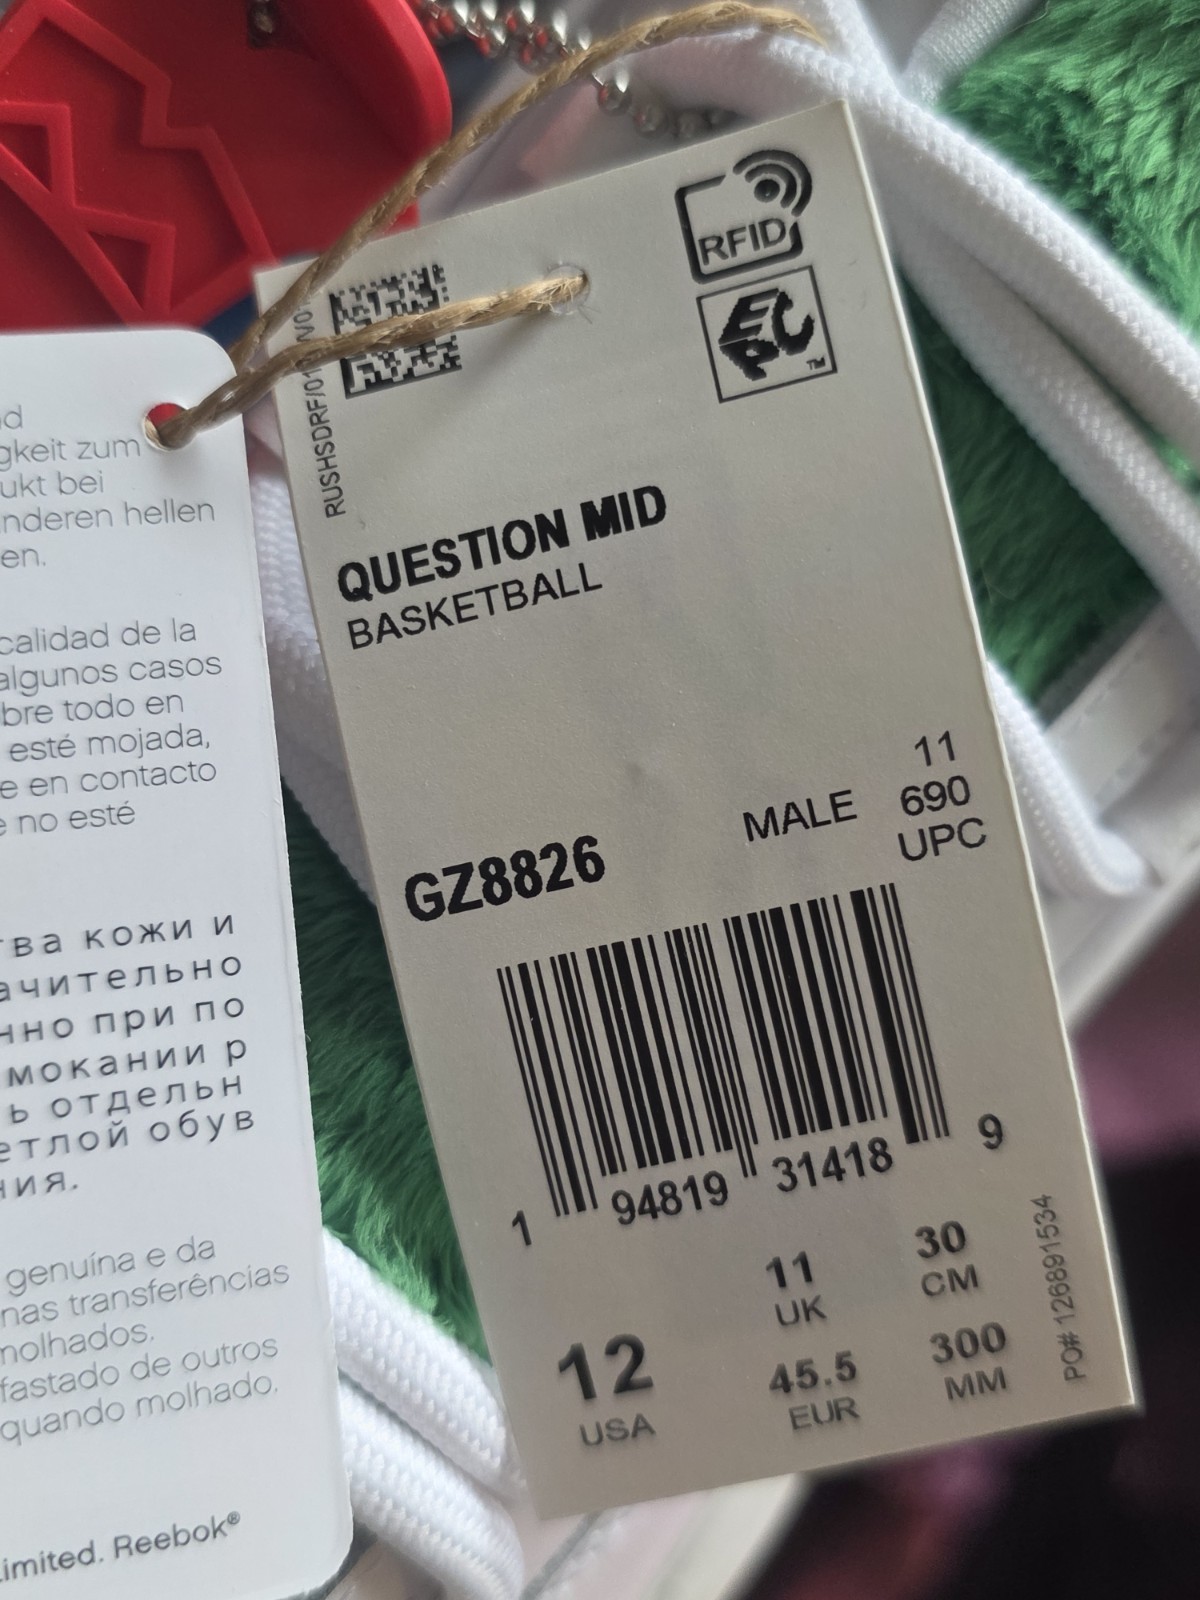 gkeit zum
ukt bei
nderen hellen
en.
calidad de la
algunos casos
bre todo en
esté mojada,
e en contacto
e no esté
ва кожи и
ачительно
нно при по
мокании р
ь отдельн
етлой обув
ния.
genuína e da
nas transferências
molhados.
fastado de outros
quando molhado.
Limited. Reebok®
RFID
EPC™
QUESTION MID
BASKETBALL
11
MALE 690
GZ8826 UPC
1 94819 31418 9
11 30
UK CM
12 45.5 300
USA EUR MM
PO# 126891534